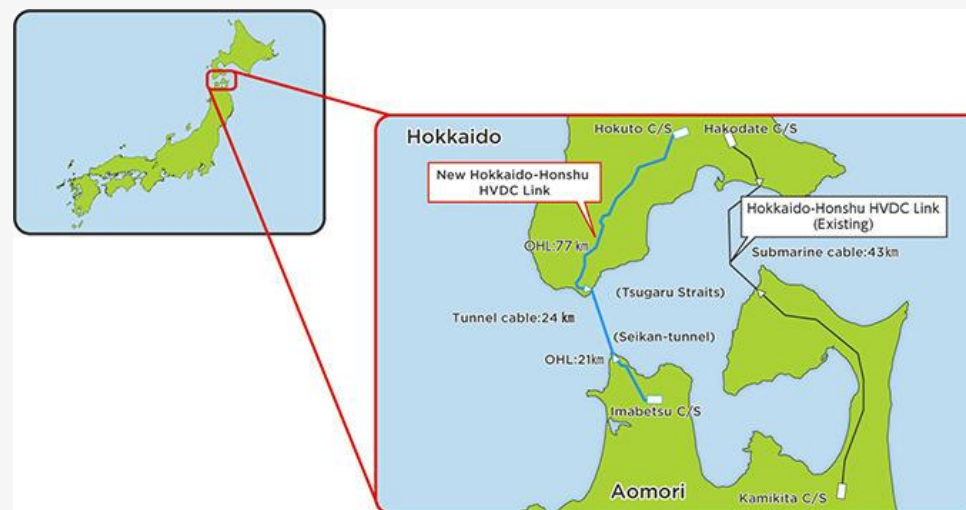 Hokkaido
Hokuto C/S
Hakodate C/S
New Hokkaido-Honshu
HVDC Link
Hokkaido-Honshu HVDC Link
(Existing)
OHL:77 km
Submarine cable:43㎞
(Tsugaru Straits)
Tunnel cable:24 ㎞
(Seikan-tunnel)
OHL:21㎞
Imabetsu C/S
Aomori
Kamikita C/S